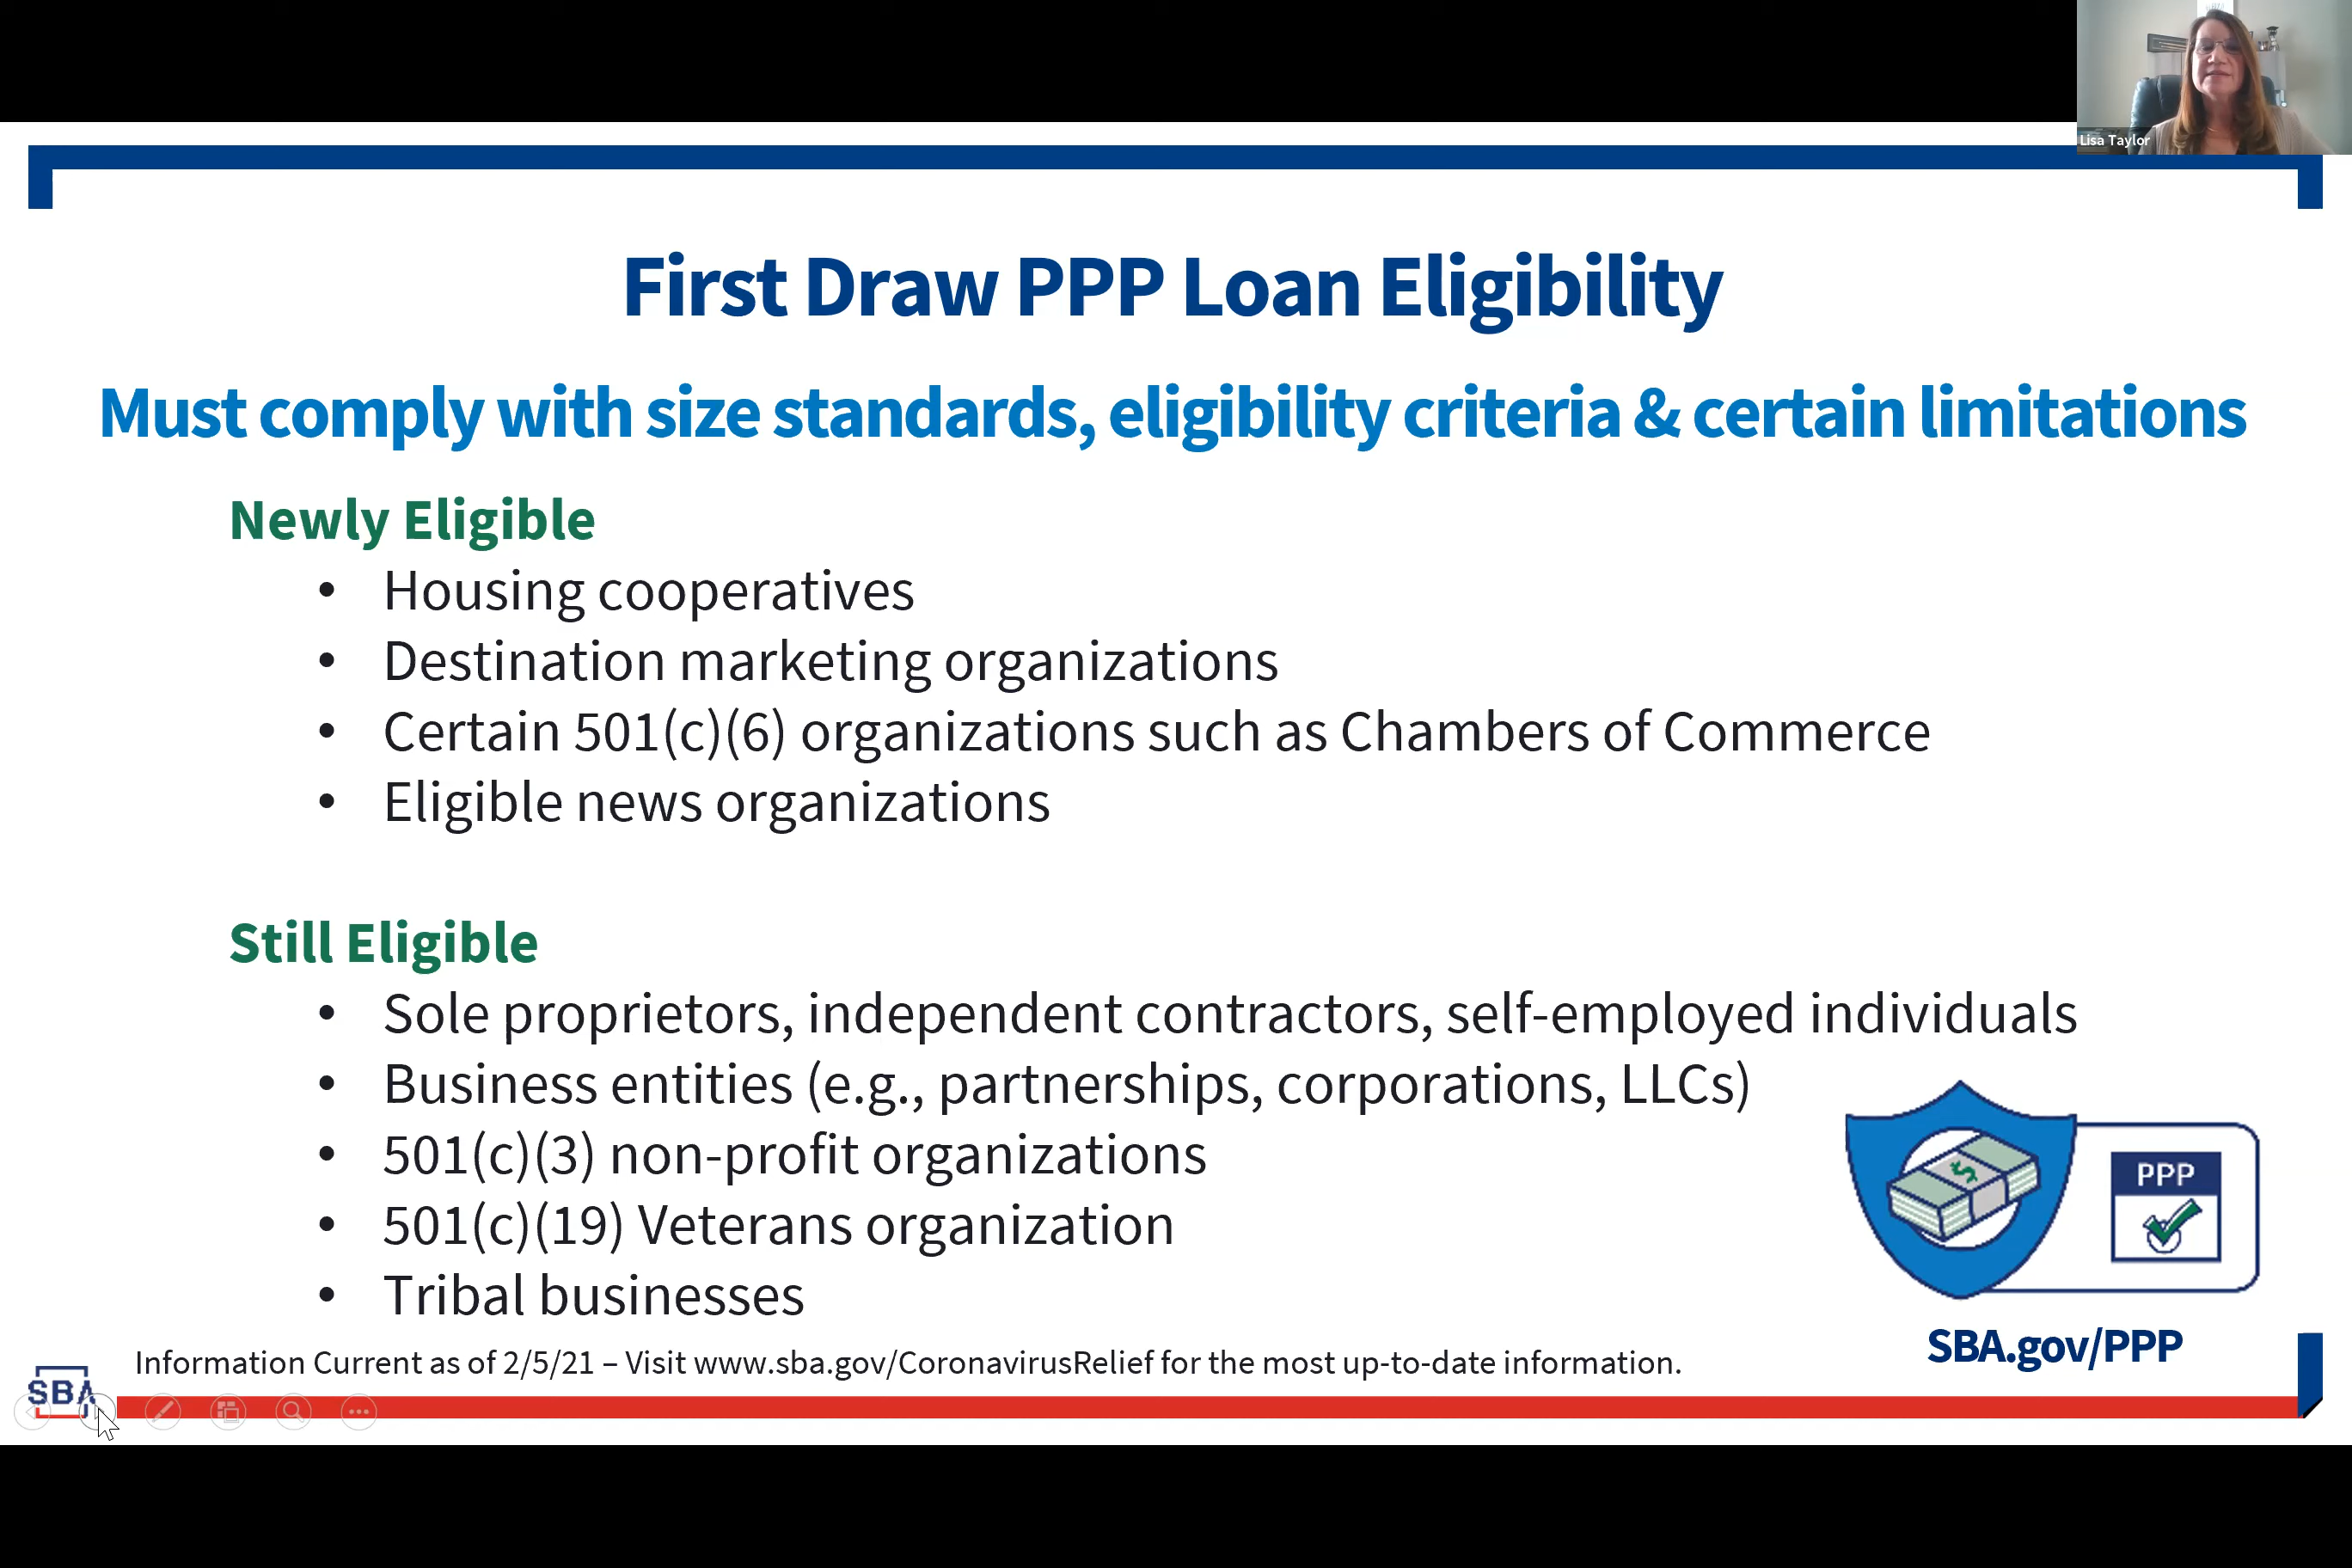 Lisa Taylor
First Draw PPP Loan Eligibility
Must comply with size standards, eligibility criteria & certain limitations
Newly Eligible
• Housing cooperatives
• Destination marketing organizations
• Certain 501(c)(6) organizations such as Chambers of Commerce
• Eligible news organizations
Still Eligible
• Sole proprietors, independent contractors, self-employed individuals
• Business entities (e.g., partnerships, corporations, LLCs)
• 501(c)(3) non-profit organizations
• 501(c)(19) Veterans organization
• Tribal businesses
$
PPP
SBA.gov/PPP
Information Current as of 2/5/21 – Visit www.sba.gov/CoronavirusRelief for the most up-to-date information.
SBA